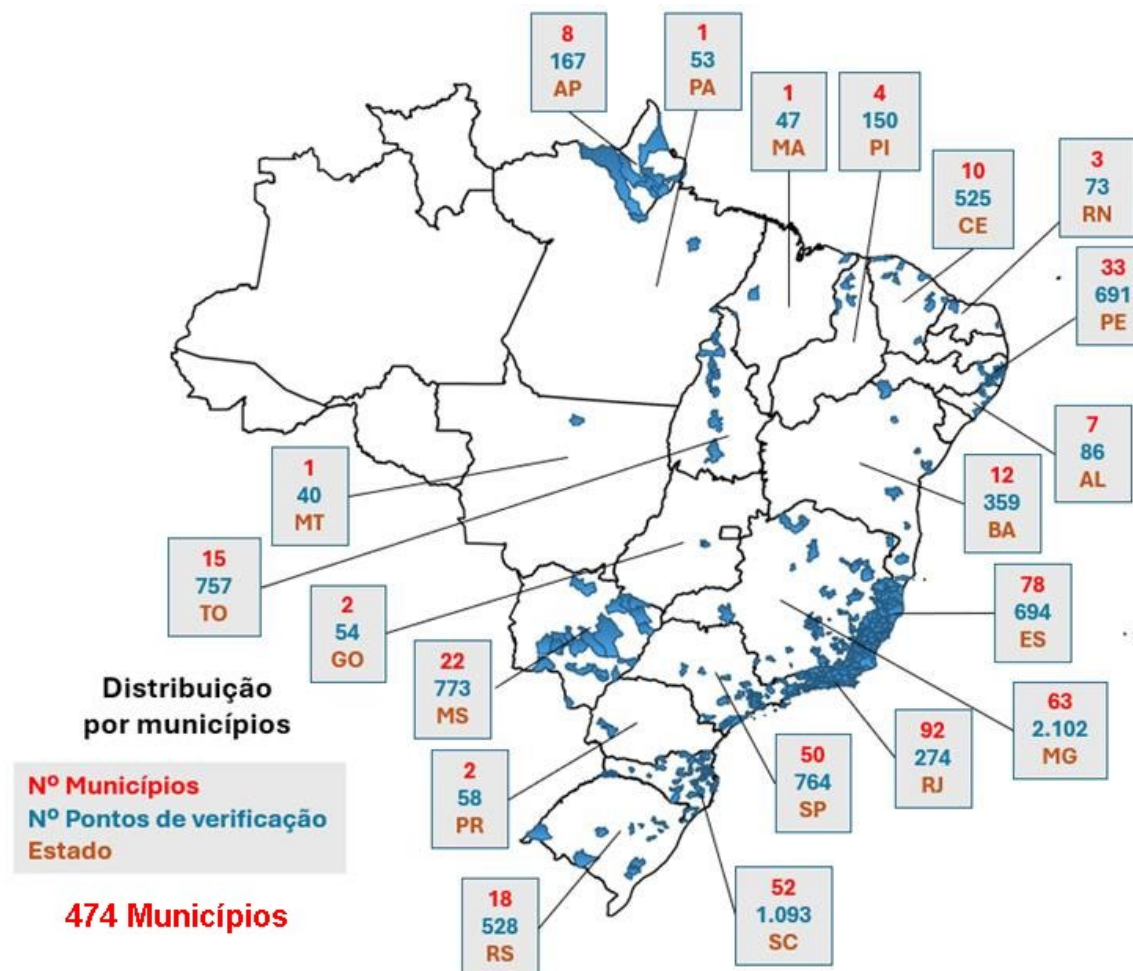 8
167
AP
1
53
PA
1
47
MA
4
150
PI
10
525
CE
3
73
RN
33
691
PE
7
86
AL
12
359
BA
1
40
MT
15
757
TO
2
54
GO
78
694
ES
22
773
MS
63
2.102
MG
92
274
RJ
50
764
SP
2
58
PR
52
1.093
SC
18
528
RS
Distribuição
por municípios
Nº Municípios
Nº Pontos de verificação
Estado
474 Municípios